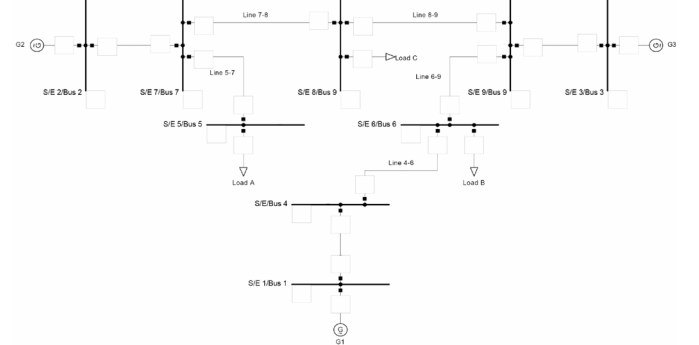 Line 7-8
Line 8-9
G2
G
Load C
G
G3
Line 5-7
Line 6-9
S/E 2/Bus 2
S/E 7/Bus 7
S/E 8/Bus 9
S/E 9/Bus 9
S/E 3/Bus 3
S/E 5/Bus 5
S/E 6/Bus 6
Line 4-6
Load A
Load B
S/E/Bus 4
S/E 1/Bus 1
G
G1